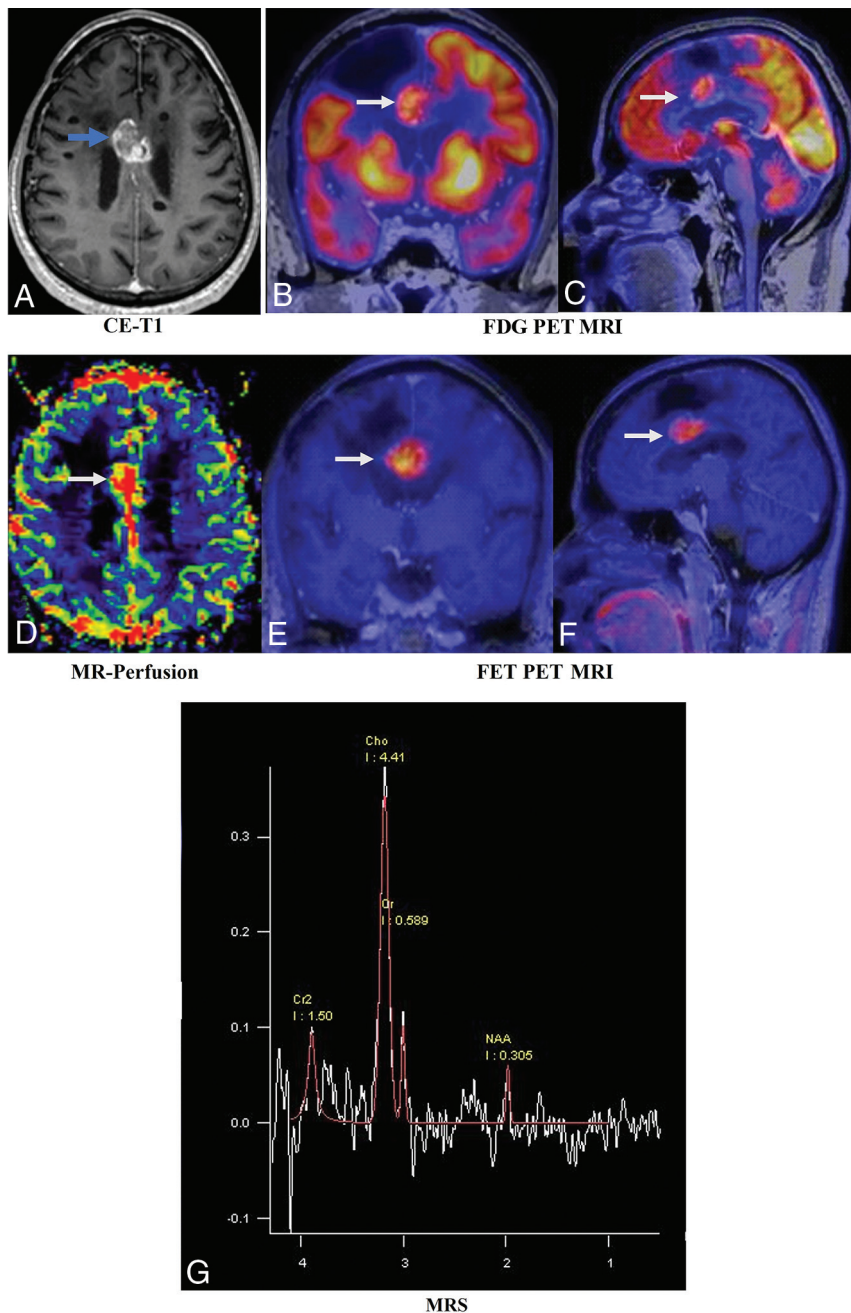 A
B
C
CE-T1
FDG PET MRI
D
E
F
MR-Perfusion
FET PET MRI
Cho
I : 4.41
0.3
Cr
I : 0.589
0.2
Cr2
I : 1.50
0.1
NAA
I : 0.305
0.0
-0.1
4
3
2
1
G
MRS